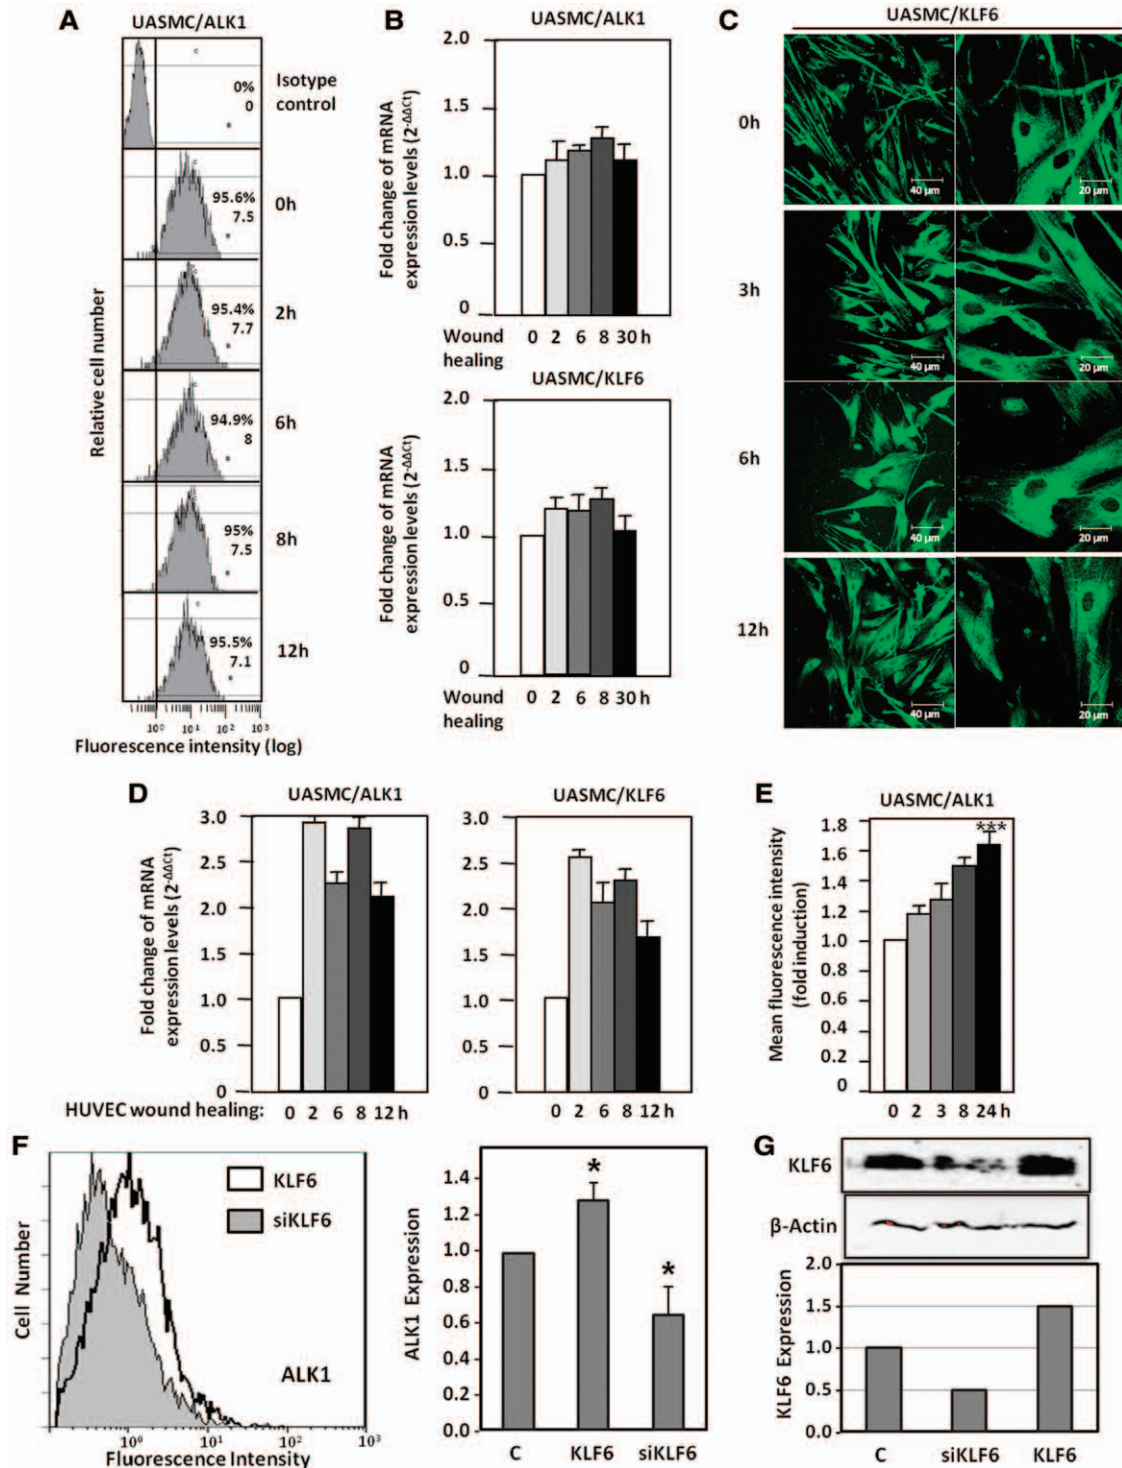 A
UASMC/ALK1
0%
0
Isotype
control
95.6%
7.5
0h
95.4%
7.7
2h
94.9%
8
6h
95%
7.5
8h
95.5%
7.1
12h
Relative cell number
10⁰ 10¹ 10² 10³
Fluorescence intensity (log)
B
UASMC/ALK1
Fold change of mRNA
expression levels (2-ΔΔCt)
2.0
1.5
1.0
0.5
0
Wound
healing
0 2 6 8 30 h
UASMC/KLF6
Fold change of mRNA
expression levels (2-ΔΔCt)
2.0
1.5
1.0
0.5
0
Wound
healing
0 2 6 8 30 h
C
UASMC/KLF6
0h
40 µm
20 µm
3h
40 µm
20 µm
6h
40 µm
20 µm
12h
40 µm
20 µm
D
UASMC/ALK1
Fold change of mRNA
expression levels (2-ΔΔCt)
3.0
2.5
2.0
1.5
1.0
0.5
0
HUVEC wound healing: 0 2 6 8 12 h
UASMC/KLF6
3.0
2.5
2.0
1.5
1.0
0.5
0
0 2 6 8 12 h
E
UASMC/ALK1
Mean fluorescence intensity
(fold induction)
1.8
1.6
1.4
1.2
1.0
0.8
0.6
0.4
0.2
0
***
0 2 3 8 24 h
F
KLF6
siKLF6
Cell Number
ALK1
10⁰ 10¹ 10² 10³
Fluorescence Intensity
ALK1 Expression
1.4
1.2
1.0
0.8
0.6
0.4
0.2
0.0
*
*
C KLF6 siKLF6
G
KLF6
β-Actin
KLF6 Expression
2.0
1.5
1.0
0.5
0.0
C siKLF6 KLF6